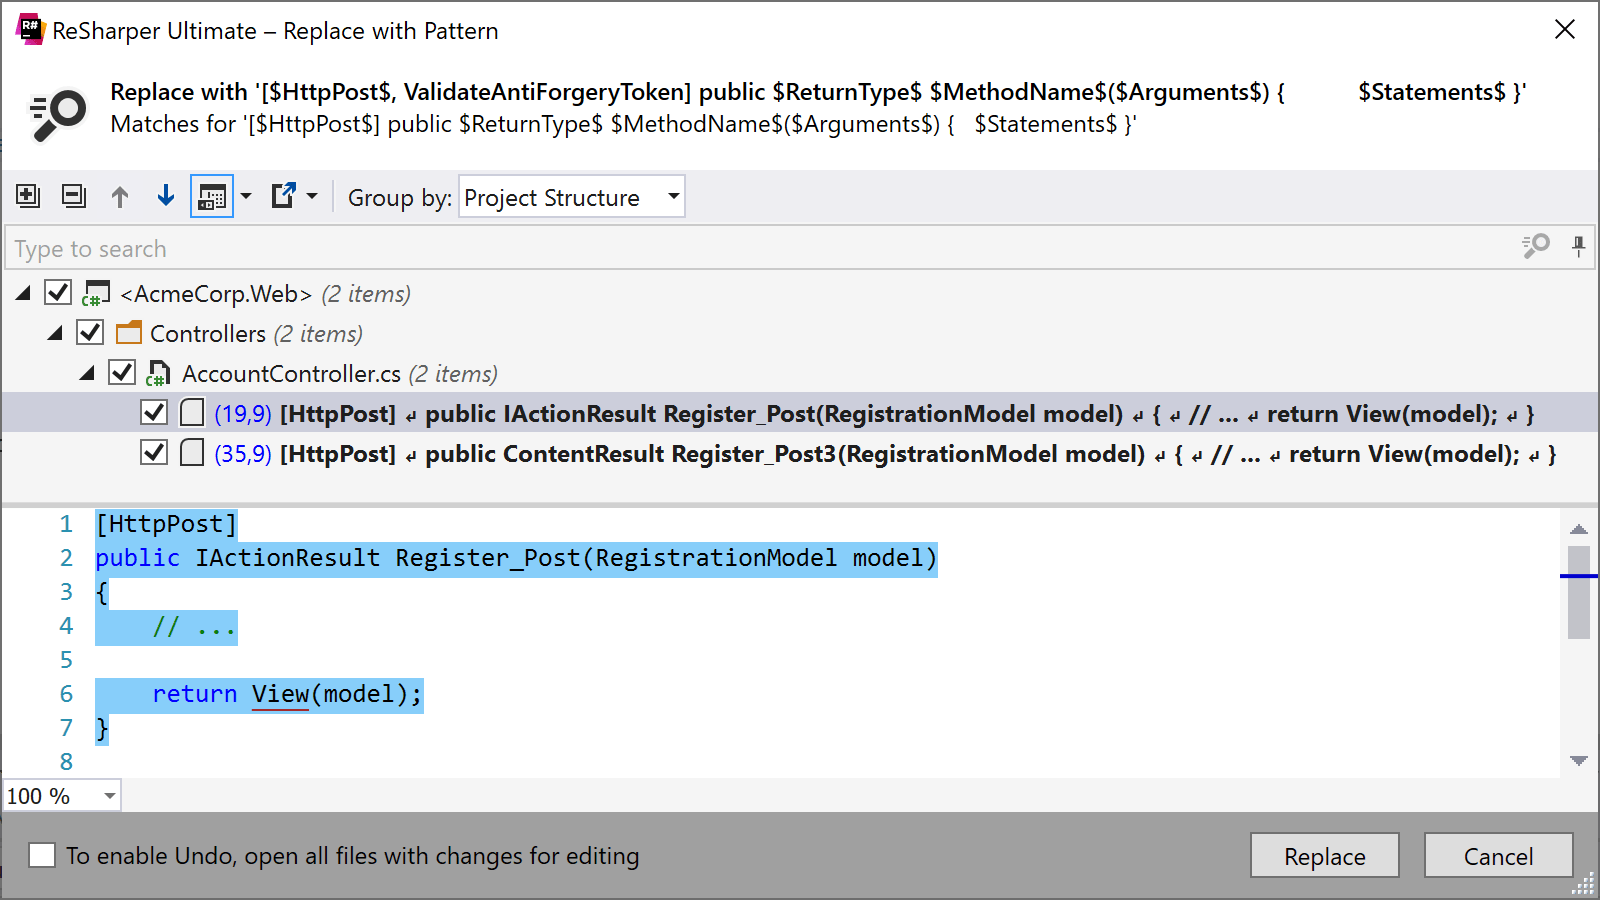 R# ReSharper Ultimate – Replace with Pattern
Replace with '[$HttpPost$, ValidateAntiForgeryToken] public $ReturnType$ $MethodName$($Arguments$) { $Statements$ }'
Matches for '[$HttpPost$] public $ReturnType$ $MethodName$($Arguments$) { $Statements$ }'
Group by: Project Structure
Type to search
C# <AcmeCorp.Web> (2 items)
Controllers (2 items)
C# AccountController.cs (2 items)
(19,9) [HttpPost] ↲ public IActionResult Register_Post(RegistrationModel model) ↲ { ↲ // ... ↲ return View(model); ↲ }
(35,9) [HttpPost] ↲ public ContentResult Register_Post3(RegistrationModel model) ↲ { ↲ // ... ↲ return View(model); ↲ }
1 [HttpPost]
2 public IActionResult Register_Post(RegistrationModel model)
3 {
4 // ...
5
6 return View(model);
7 }
8
100 %
To enable Undo, open all files with changes for editing Replace Cancel